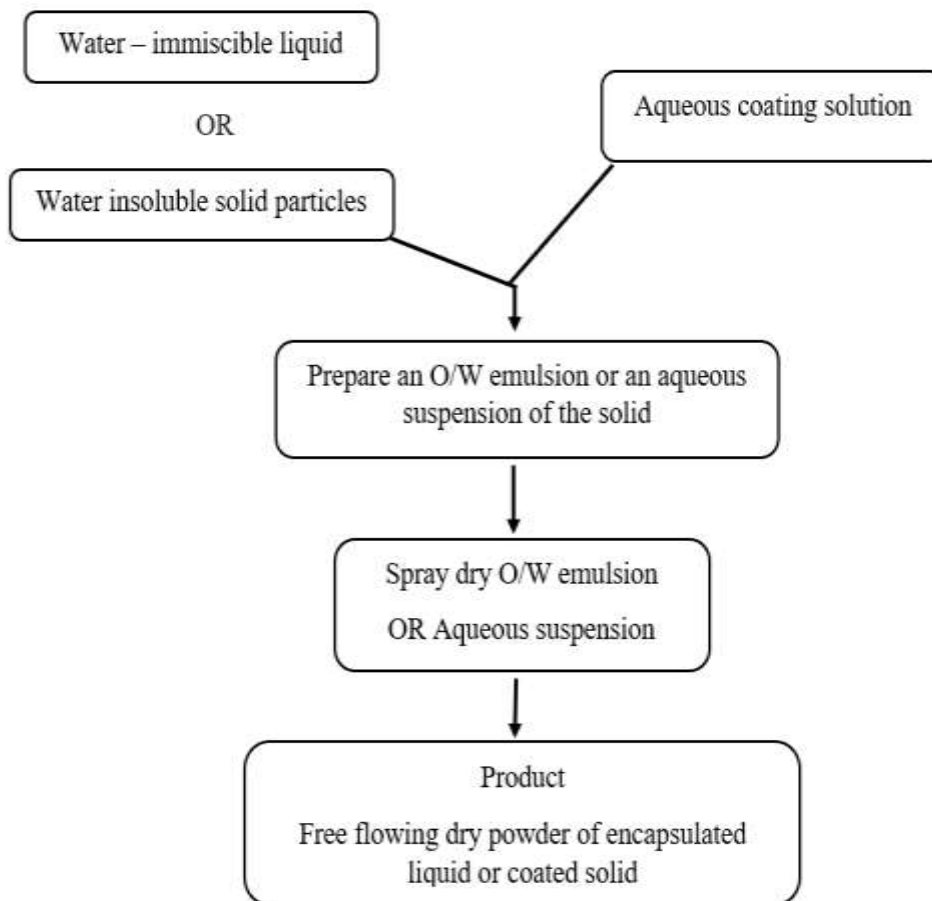 Water – immiscible liquid
OR
Water insoluble solid particles
Aqueous coating solution
Prepare an O/W emulsion or an aqueous
suspension of the solid
Spray dry O/W emulsion
OR Aqueous suspension
Product
Free flowing dry powder of encapsulated
liquid or coated solid